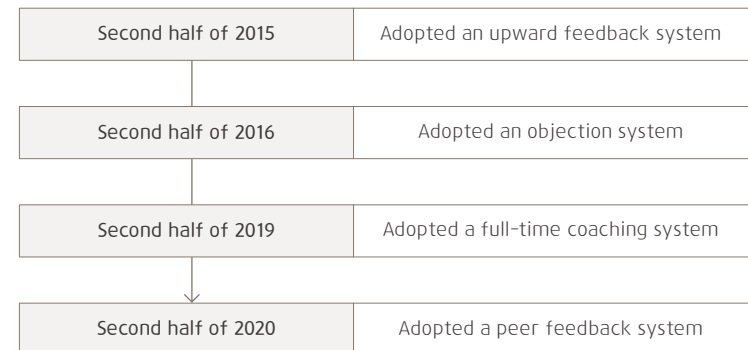 Second half of 2015 Adopted an upward feedback system
Second half of 2016 Adopted an objection system
Second half of 2019 Adopted a full-time coaching system
Second half of 2020 Adopted a peer feedback system